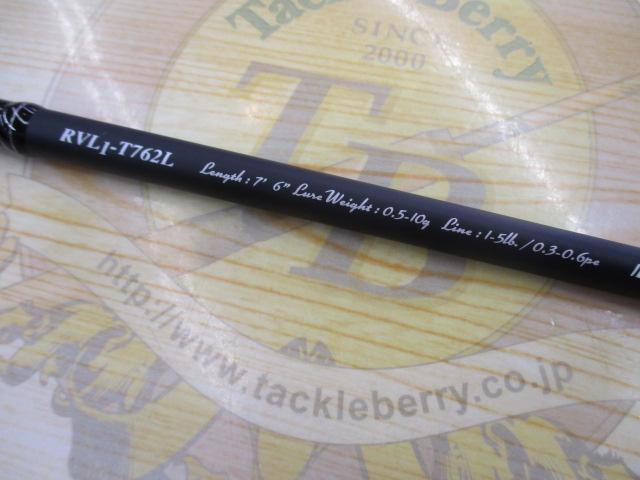 TackleBerry
SINCE
2000
TB
RVL1-T762L Length : 7' 6" Lure Weight : 0.5-10g Line : 1-5lb. / 0.3-0.6pe
http://www.tackleberry.co.jp